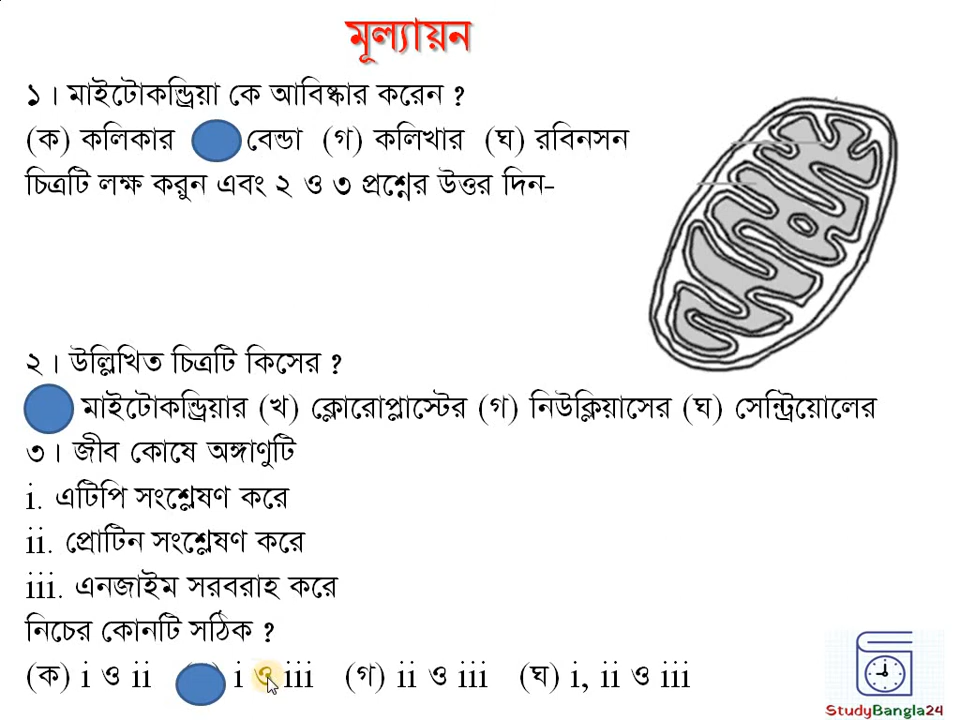 মূল্যায়ন
১। মাইটোকন্ড্রিয়া কে আবিষ্কার করেন ?
(ক) কলিকার বেন্ডা (গ) কলিখার (ঘ) রবিনসন
চিত্রটি লক্ষ করুন এবং ২ ও ৩ প্রশ্নের উত্তর দিন-
২। উল্লিখিত চিত্রটি কিসের ?
মাইটোকন্ড্রিয়ার (খ) ক্লোরোপ্লাস্টের (গ) নিউক্লিয়াসের (ঘ) সেন্ট্রিয়োলের
৩। জীব কোষে অঙ্গাণুটি
i. এটিপি সংশ্লেষণ করে
ii. প্রোটিন সংশ্লেষণ করে
iii. এনজাইম সরবরাহ করে
নিচের কোনটি সঠিক ?
(ক) i ও ii i ও iii (গ) ii ও iii (ঘ) i, ii ও iii
StudyBangla24